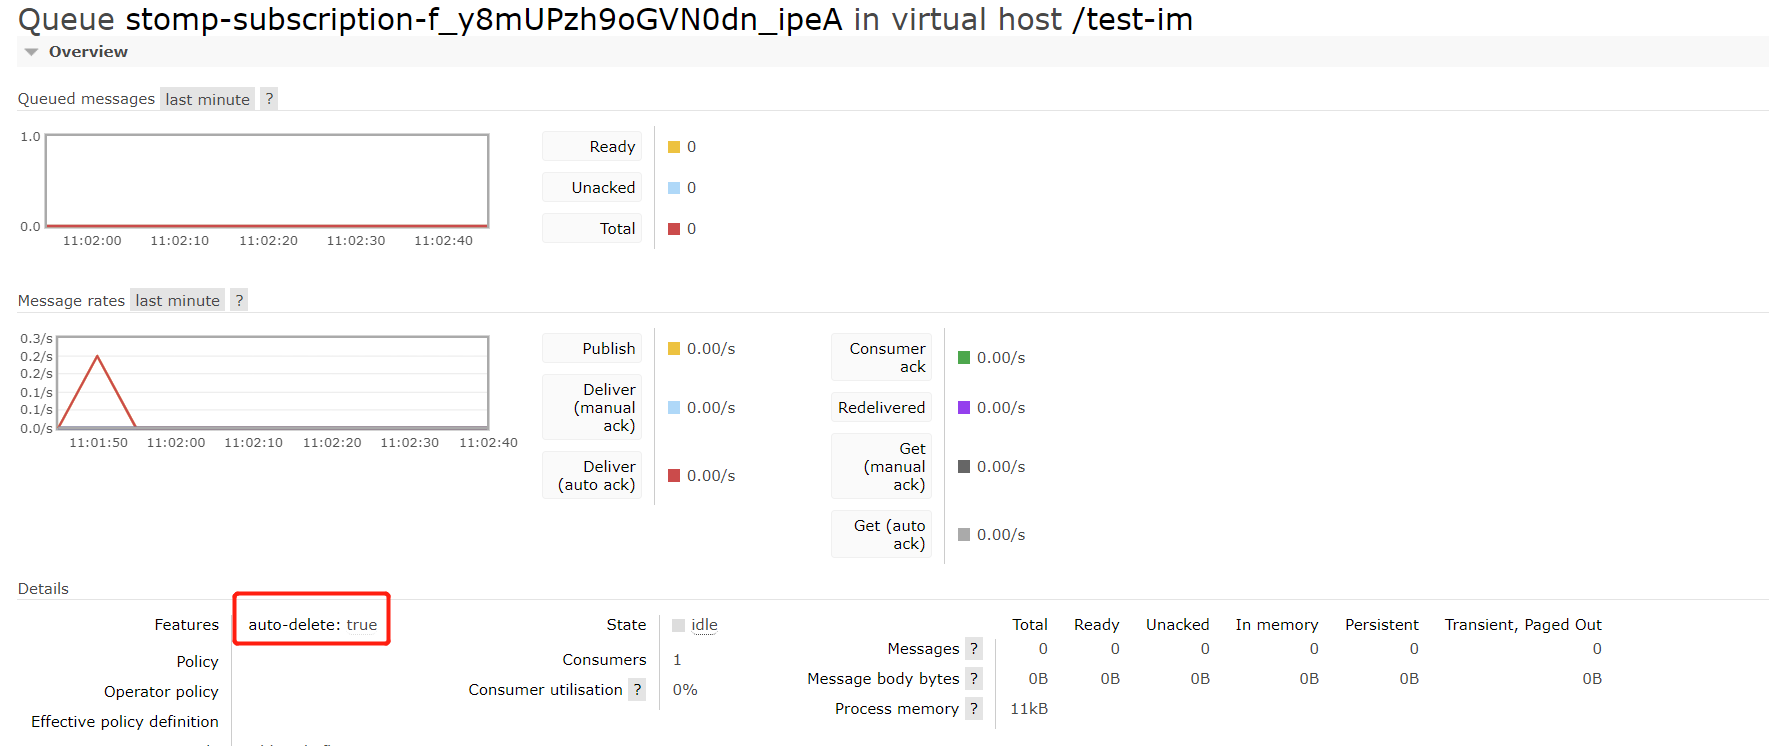 Queue stomp-subscription-f_y8mUPzh9oGVN0dn_ipeA in virtual host /test-im
Overview
Queued messages last minute ?
1.0
0.0
11:02:00 11:02:10 11:02:20 11:02:30 11:02:40
Ready 0
Unacked 0
Total 0
Message rates last minute ?
0.3/s
0.2/s
0.2/s
0.1/s
0.1/s
0.0/s
11:01:50 11:02:00 11:02:10 11:02:20 11:02:30 11:02:40
Publish 0.00/s
Deliver
(manual 0.00/s
ack)
Deliver
(auto ack) 0.00/s
Consumer
ack 0.00/s
Redelivered 0.00/s
Get
(manual 0.00/s
ack)
Get (auto
ack) 0.00/s
Details
Features auto-delete: true
Policy
Operator policy
Effective policy definition
State idle
Consumers 1
Consumer utilisation ? 0%
Total Ready Unacked In memory Persistent Transient, Paged Out
Messages ? 0 0 0 0 0 0
Message body bytes ? 0B 0B 0B 0B 0B 0B
Process memory ? 11kB